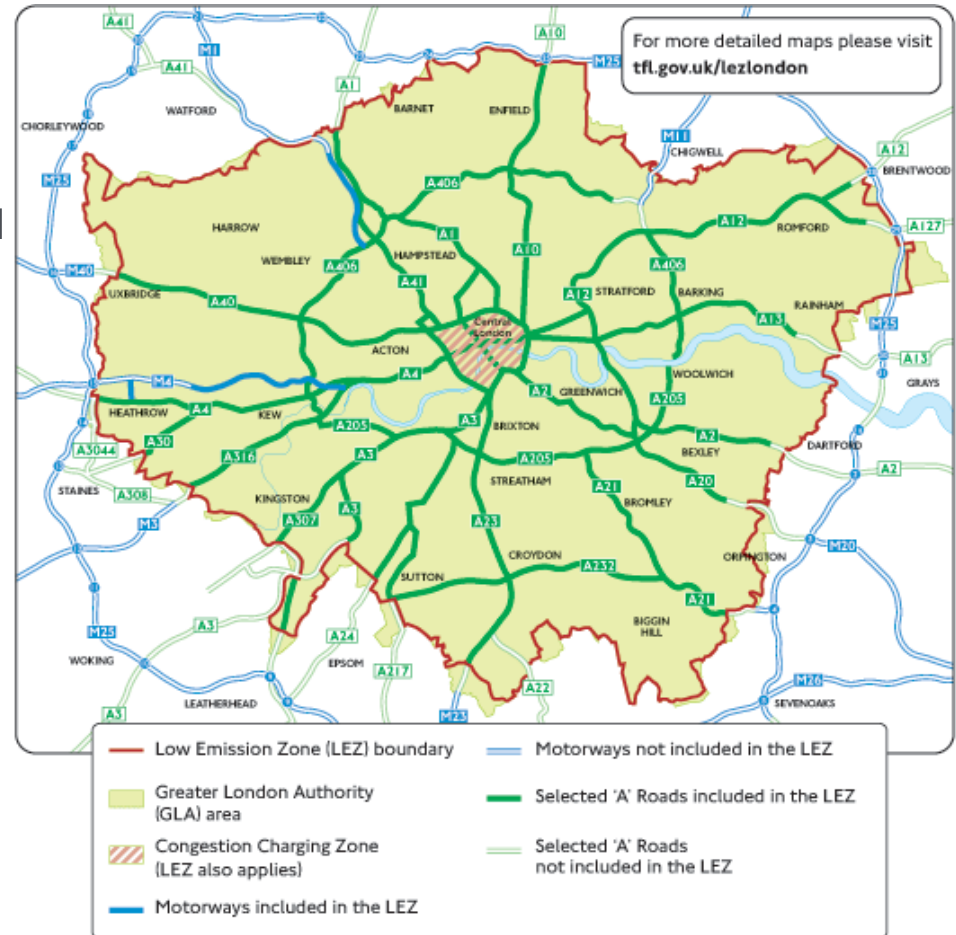 A41
A10
For more detailed maps please visit
tfl.gov.uk/lezlondon
M1
A41
A1
M25
WATFORD
BARNET
ENFIELD
CHORLEYWOOD
M11
CHIGWELL
A12
BRENTWOOD
M25
A406
A12
ROMFORD
A127
HARROW
A1
A10
WEMBLEY
A406
HAMPSTEAD
A406
M40
A41
UXBRIDGE
A40
A12
STRATFORD
BARKING
RAINHAM
A13
M25
Central
London
ACTON
A13
M4
A4
WOOLWICH
GRAYS
A2
GREENWICH
A205
HEATHROW
A4
KEW
A3
BRIXTON
A205
A30
A2
DARTFORD
A3044
A316
A3
A205
BEXLEY
A2
STAINES
A308
STREATHAM
A21
A20
KINGSTON
BROMLEY
M3
A307
A3
A23
M20
CROYDON
ORPINGTON
A232
SUTTON
A21
M25
A3
A24
BIGGIN
HILL
WOKING
EPSOM
A217
A22
M26
LEATHERHEAD
SEVENOAKS
A3
M23
Low Emission Zone (LEZ) boundary
Motorways not included in the LEZ
Greater London Authority
(GLA) area
Selected 'A' Roads included in the LEZ
Congestion Charging Zone
(LEZ also applies)
Selected 'A' Roads
not included in the LEZ
Motorways included in the LEZ